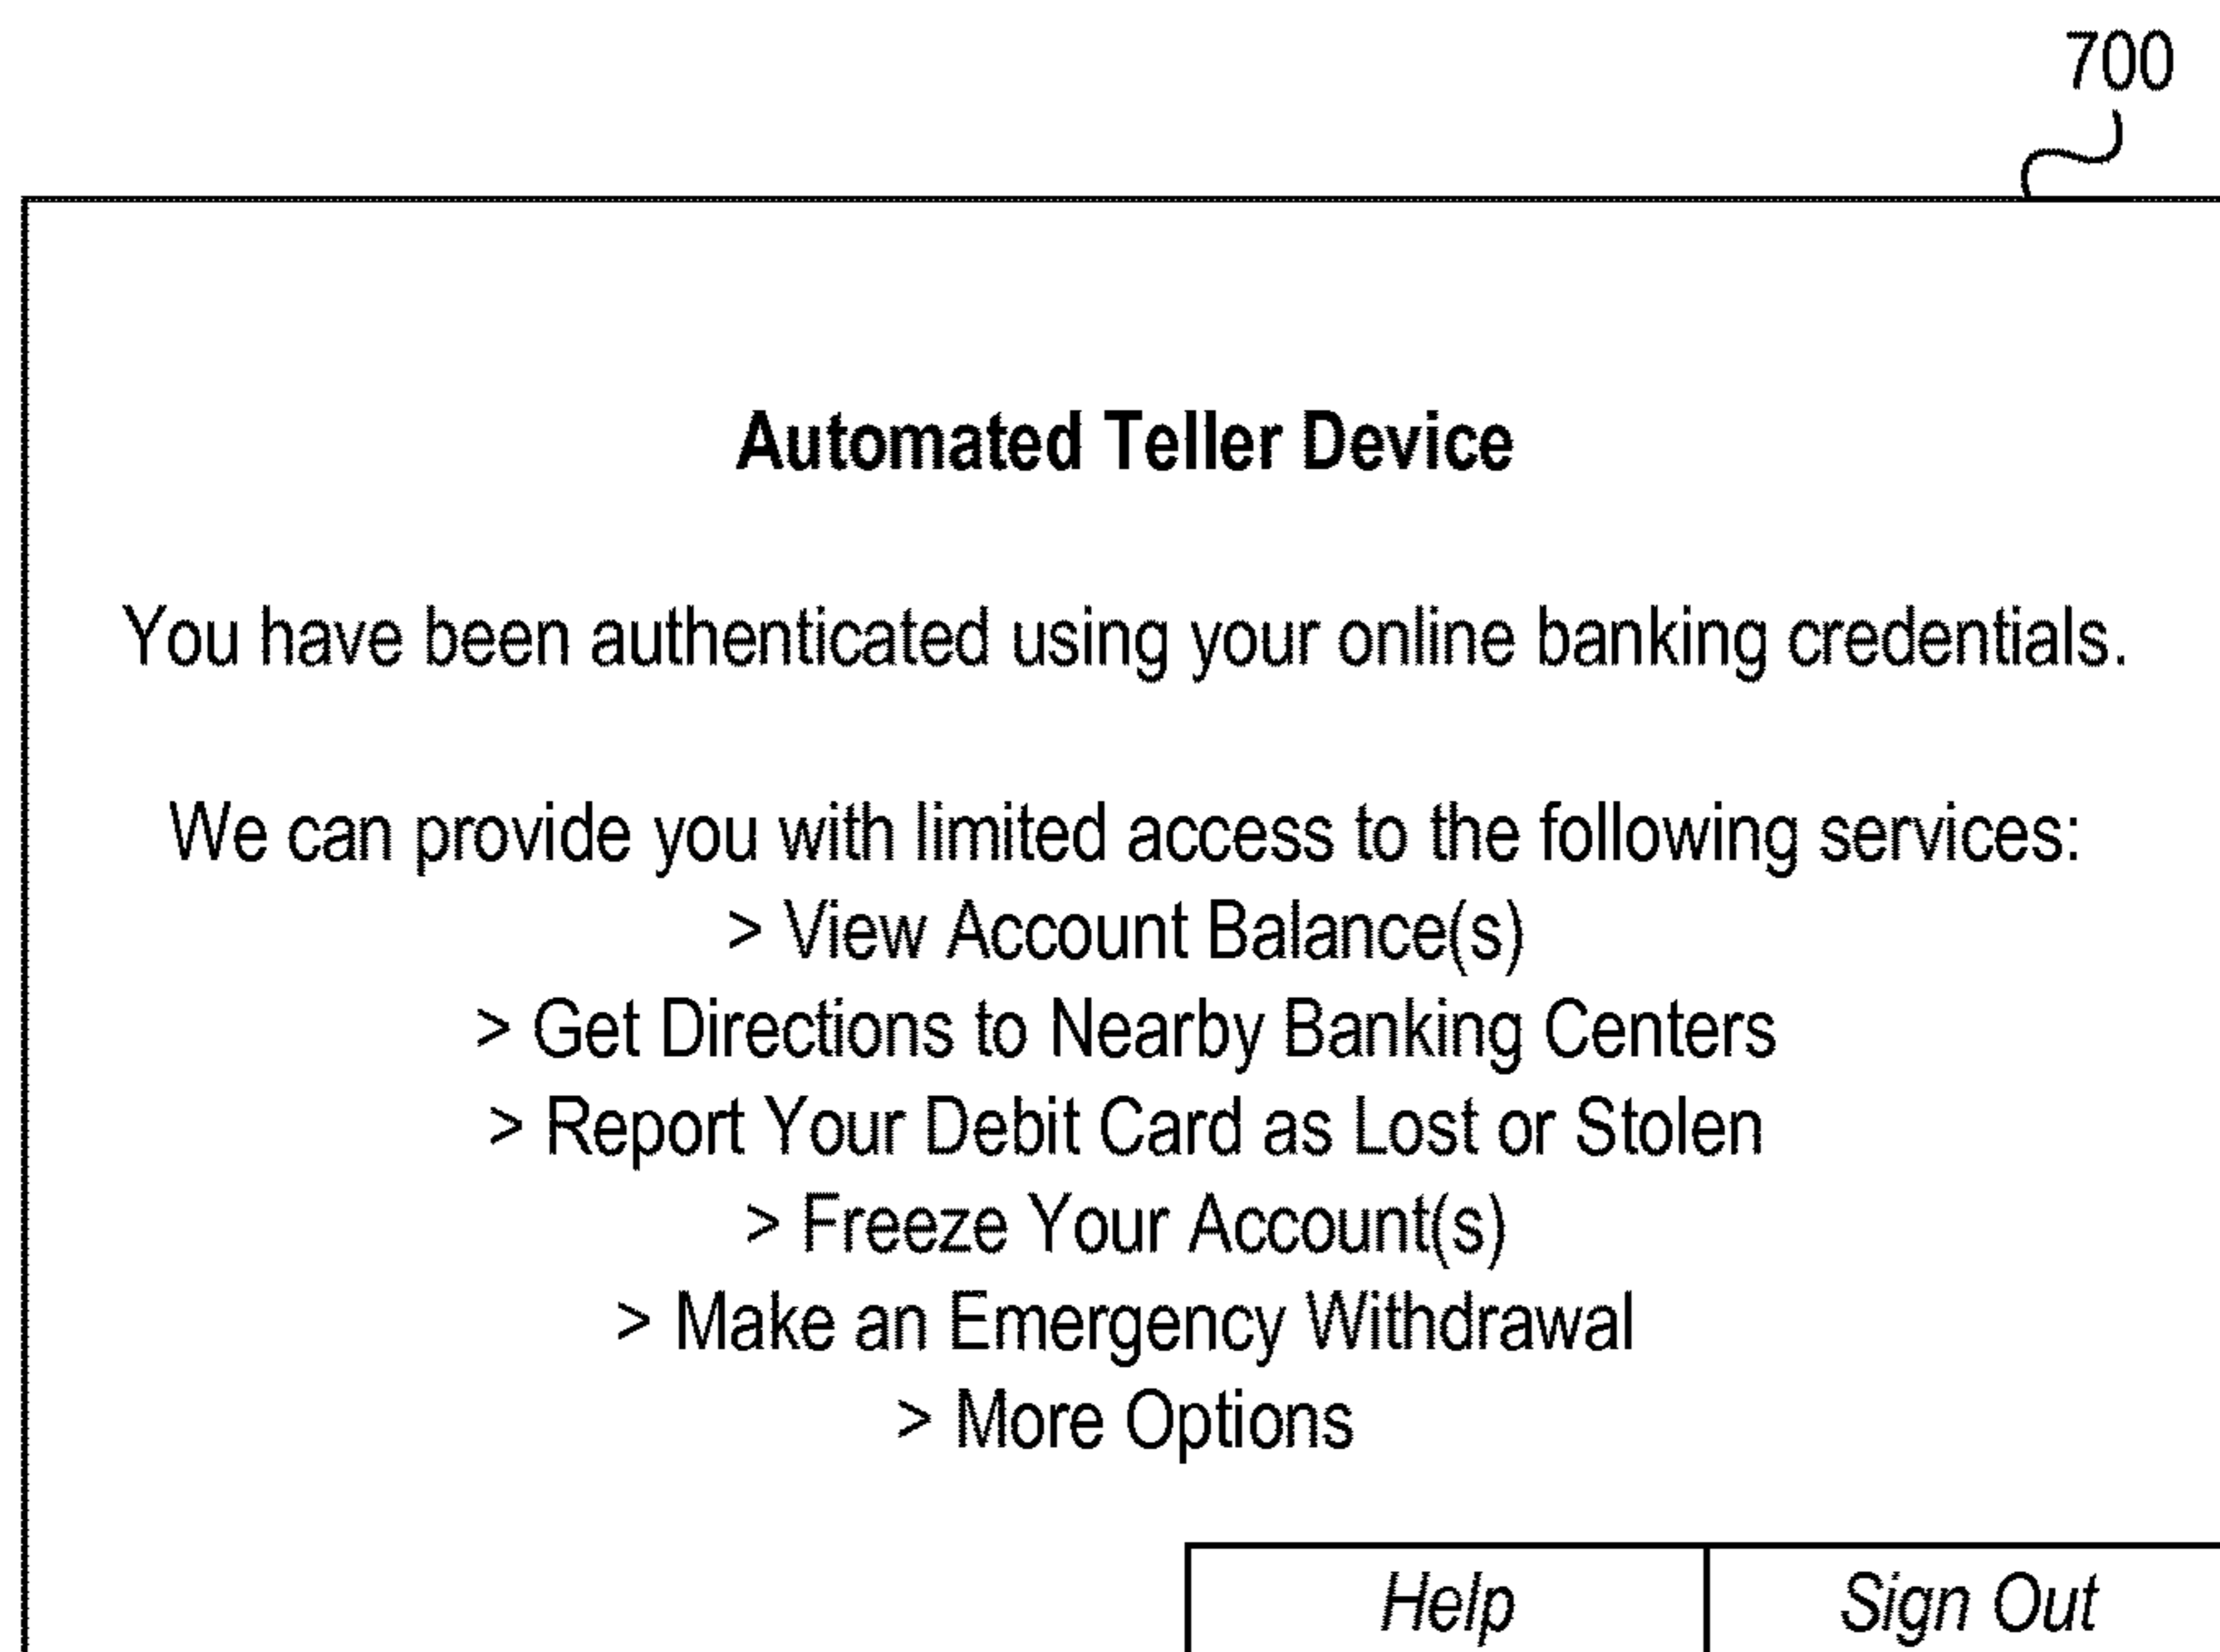 700
Automated Teller Device
You have been authenticated using your online banking credentials.
We can provide you with limited access to the following services:
> View Account Balance(s)
> Get Directions to Nearby Banking Centers
> Report Your Debit Card as Lost or Stolen
> Freeze Your Account(s)
> Make an Emergency Withdrawal
> More Options
Help Sign Out